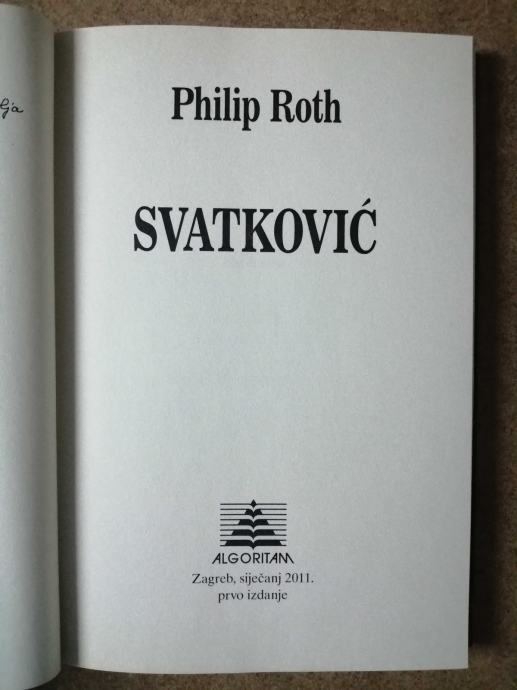 Philip Roth
SVATKOVIĆ
ALGORITAM
Zagreb, siječanj 2011.
prvo izdanje